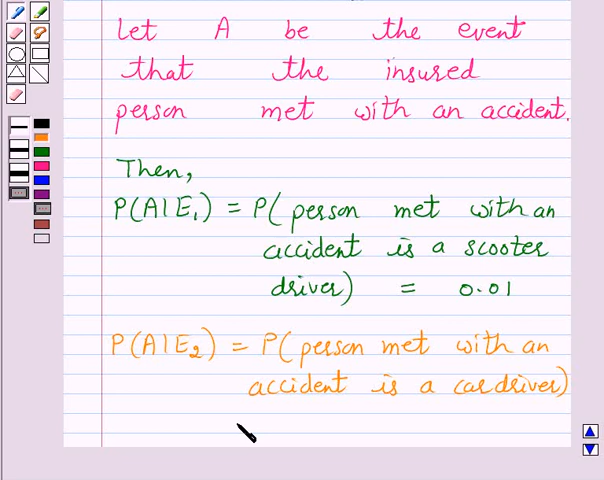 Let A be the event
that the insured
person met with an accident.
Then,
P(A|E₁) = P(person met with an
accident is a scooter
driver) = 0.01
P(A|E₂) = P(person met with an
accident is a car driver)